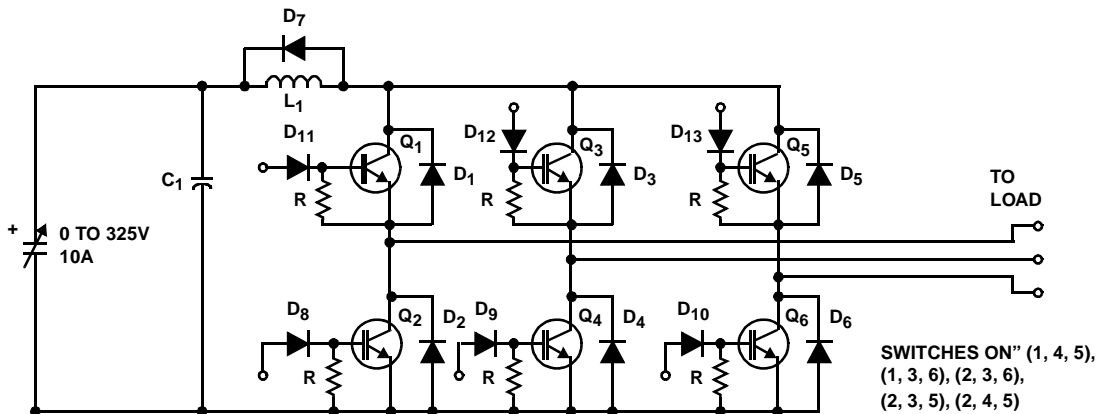 D7
L1
D11
Q1
D12
Q3
D13
Q5
C1
R
D1
R
D3
R
D5
TO
LOAD
+
0 TO 325V
10A
D8
Q2
D2
D9
Q4
D4
D10
Q6
D6
R
R
R
SWITCHES ON” (1, 4, 5),
(1, 3, 6), (2, 3, 6),
(2, 3, 5), (2, 4, 5)